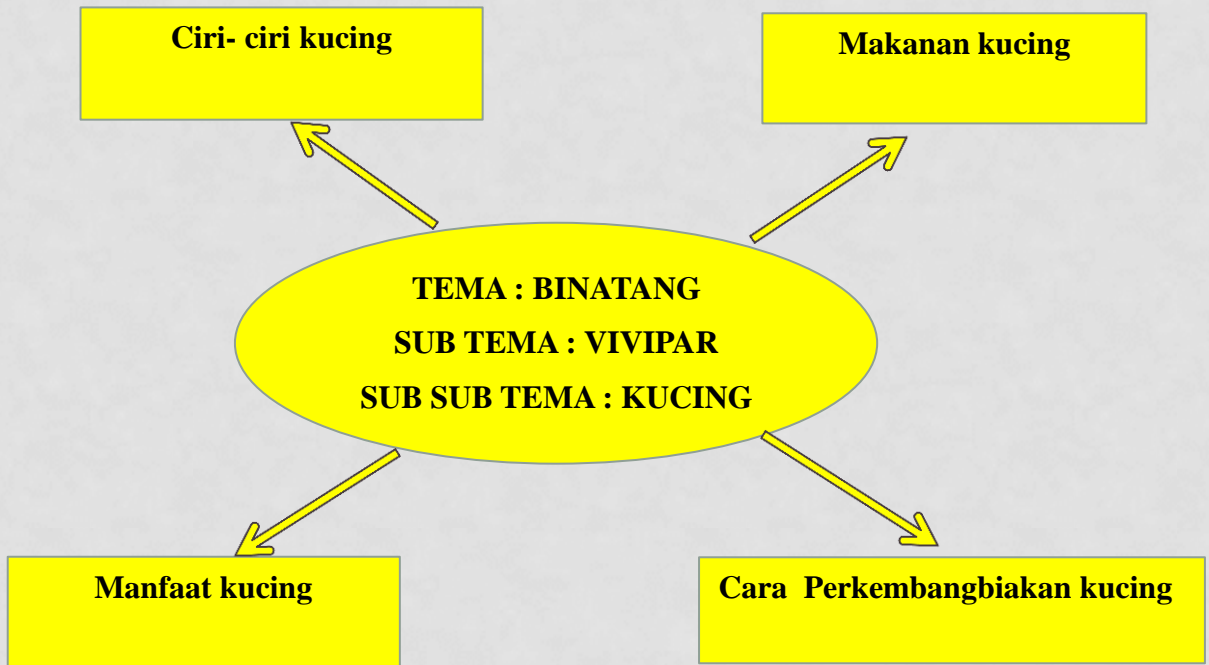 Ciri- ciri kucing
Makanan kucing
TEMA : BINATANG
SUB TEMA : VIVIPAR
SUB SUB TEMA : KUCING
Manfaat kucing
Cara  Perkembangbiakan kucing